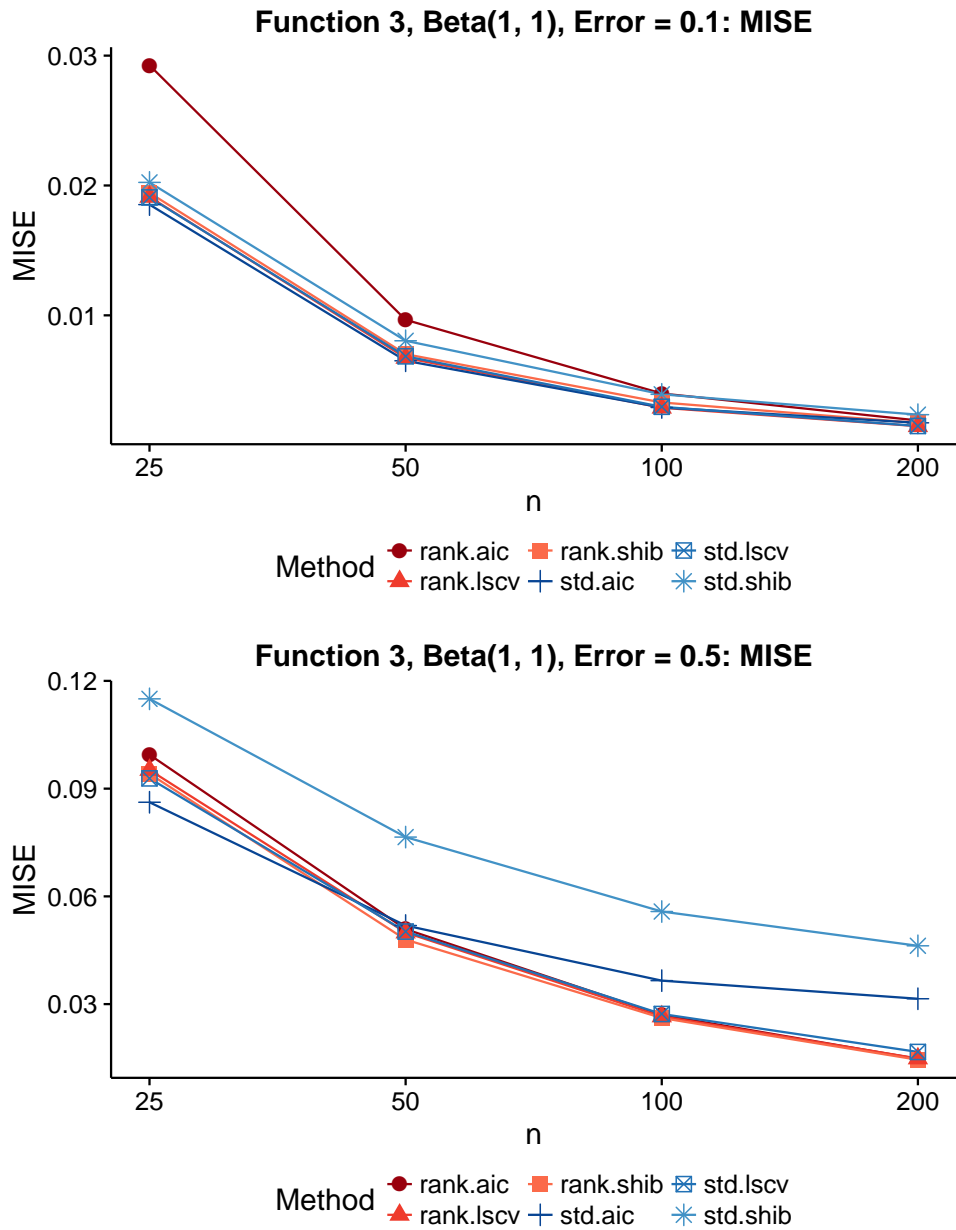 Function 3, Beta(1, 1), Error = 0.1: MISE
0.03
0.02
0.01
MISE
25 50 100 200
n
Method
rank.aic rank.shib std.lscv
rank.lscv std.aic std.shib
Function 3, Beta(1, 1), Error = 0.5: MISE
0.12
0.09
0.06
0.03
MISE
25 50 100 200
n
Method
rank.aic rank.shib std.lscv
rank.lscv std.aic std.shib